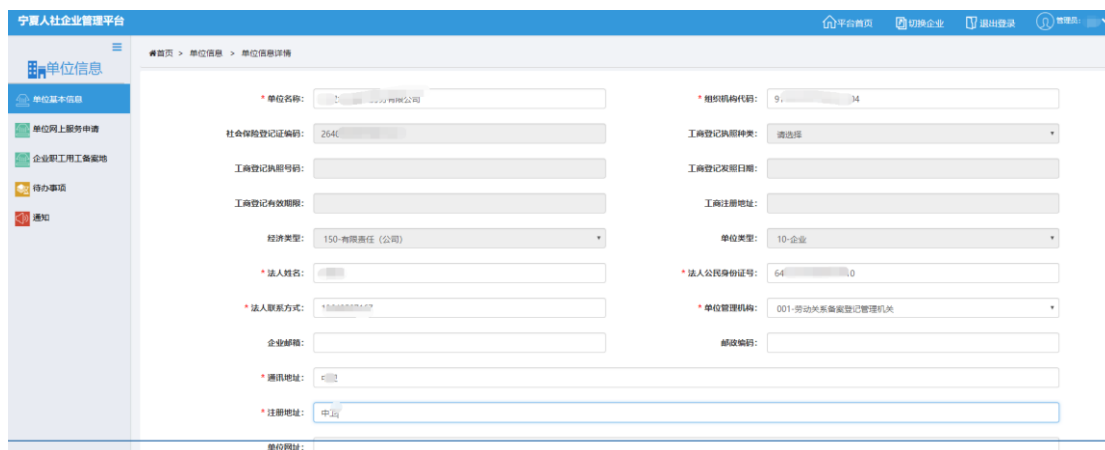 宁夏人社企业管理平台 平台首页 切换企业 退出登录 管理员:
单位信息
首页 > 单位信息 > 单位信息详情
单位基本信息
单位网上服务申请
企业职工用工备案地
待办事项
通知
* 单位名称: 有限公司 * 组织机构代码: 9 04
社会保险登记证编码: 2640 工商登记执照种类: 请选择
工商登记执照号码: 工商登记发照日期:
工商登记有效期限: 工商注册地址:
经济类型: 150-有限责任（公司） 单位类型: 10-企业
* 法人姓名: * 法人公民身份证号: 64 0
* 法人联系方式: * 单位管理机构: 001-劳动关系备案登记管理机关
企业邮箱: 邮政编码:
* 通讯地址:
* 注册地址: 中
单位网址: